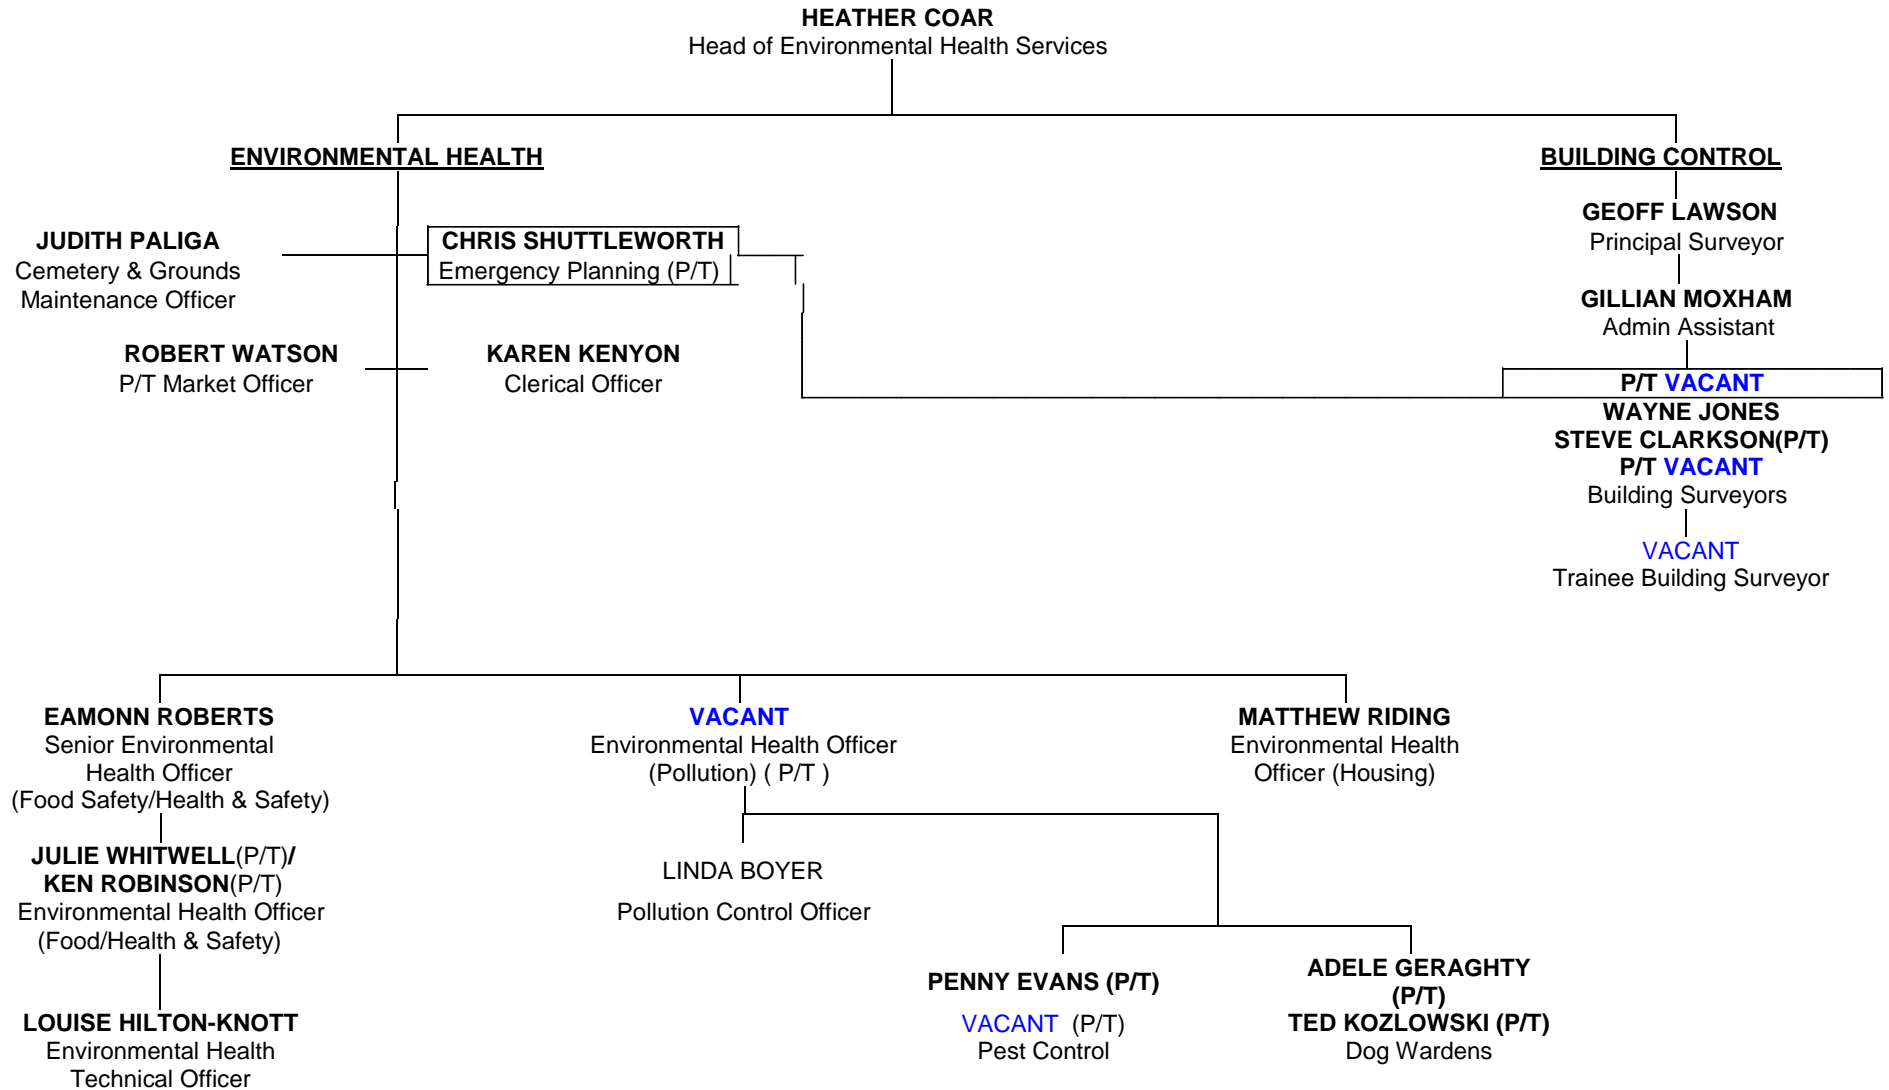 HEATHER COAR
Head of Environmental Health Services
ENVIRONMENTAL HEALTH
BUILDING CONTROL
JUDITH PALIGA
Cemetery & Grounds
Maintenance Officer
CHRIS SHUTTLEWORTH
Emergency Planning (P/T)
ROBERT WATSON
P/T Market Officer
KAREN KENYON
Clerical Officer
GEOFF LAWSON
Principal Surveyor
GILLIAN MOXHAM
Admin Assistant
P/T VACANT
WAYNE JONES
STEVE CLARKSON(P/T)
P/T VACANT
Building Surveyors
VACANT
Trainee Building Surveyor
EAMONN ROBERTS
Senior Environmental
Health Officer
(Food Safety/Health & Safety)
JULIE WHITWELL(P/T)/
KEN ROBINSON(P/T)
Environmental Health Officer
(Food/Health & Safety)
LOUISE HILTON-KNOTT
Environmental Health
Technical Officer
VACANT
Environmental Health Officer
(Pollution) ( P/T )
LINDA BOYER
Pollution Control Officer
PENNY EVANS (P/T)
VACANT (P/T)
Pest Control
ADELE GERAGHTY
(P/T)
TED KOZLOWSKI (P/T)
Dog Wardens
MATTHEW RIDING
Environmental Health
Officer (Housing)